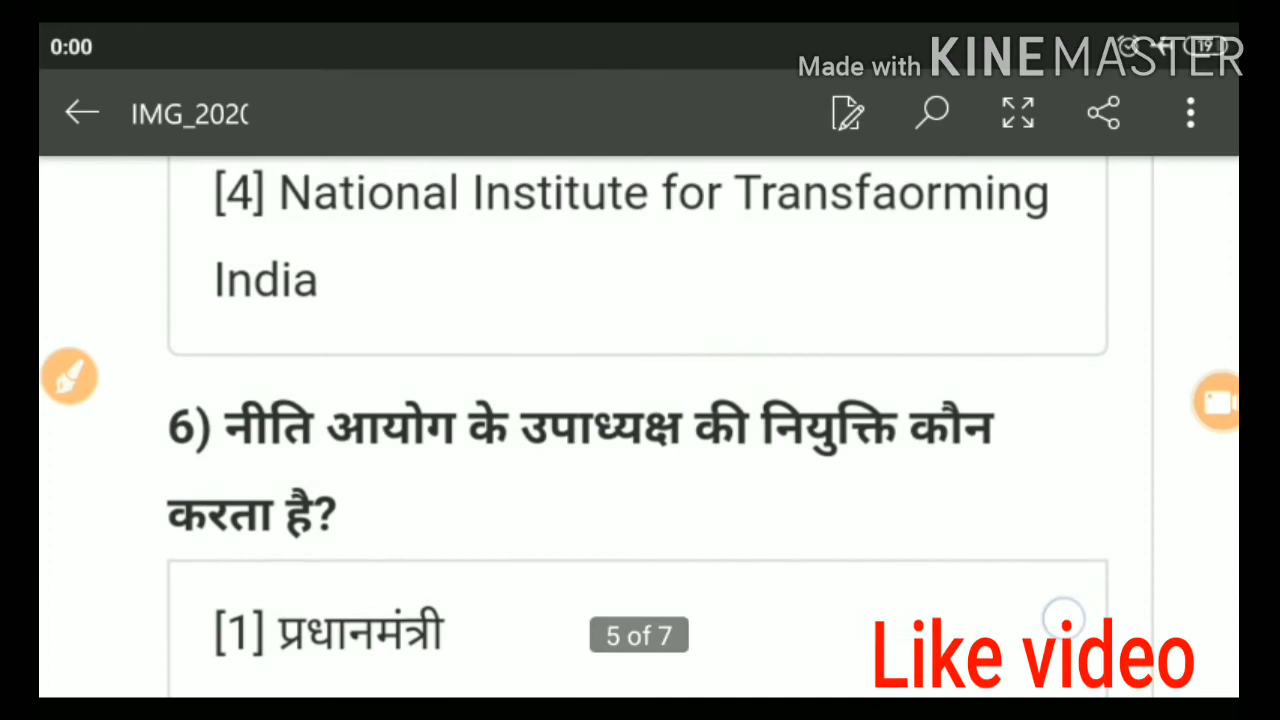 0:00
Made with KINEMASTER
19
IMG_202
[4] National Institute for Transfaorming
India
6) नीति आयोग के उपाध्यक्ष की नियुक्ति कौन
करता है?
[1] प्रधानमंत्री
5 of 7
Like video